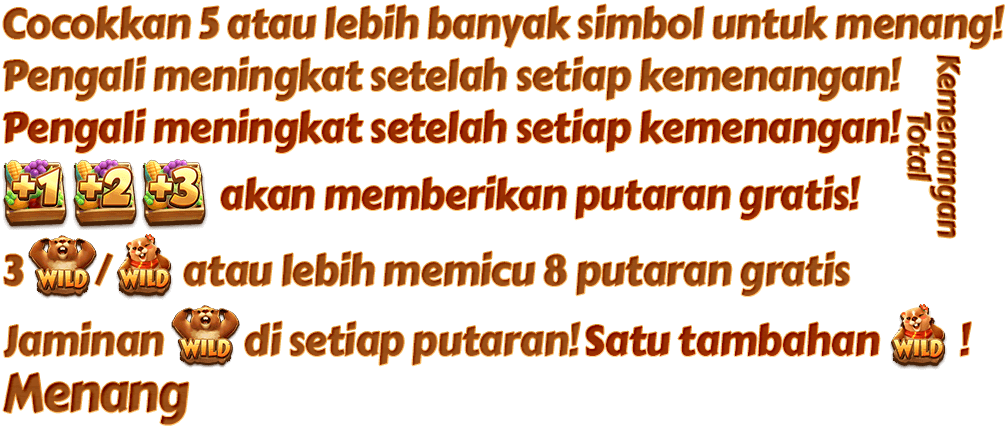 Cocokkan 5 atau lebih banyak simbol untuk menang!
Pengali meningkat setelah setiap kemenangan!
Pengali meningkat setelah setiap kemenangan!
+1 +2 +3 akan memberikan putaran gratis!
3 WILD / WILD atau lebih memicu 8 putaran gratis
Jaminan WILD di setiap putaran! Satu tambahan WILD !
Menang
Kemenangan
Total